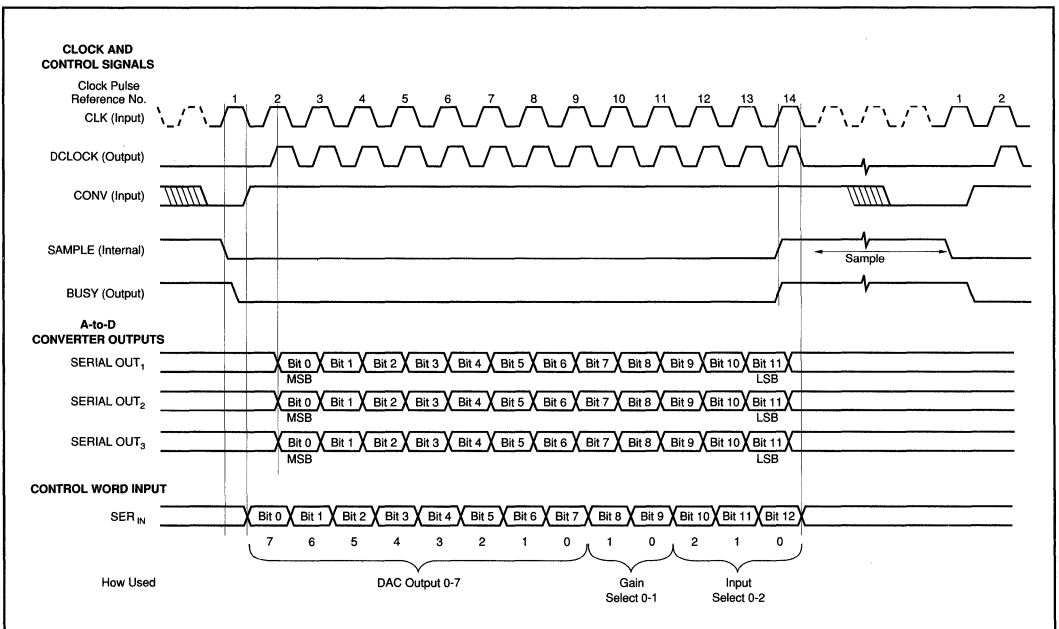 CLOCK AND
CONTROL SIGNALS
Clock Pulse
Reference No.
1 2 3 4 5 6 7 8 9 10 11 12 13 14 1 2
CLK (Input)
DCLOCK (Output)
CONV (Input)
SAMPLE (Internal)
Sample
BUSY (Output)
A-to-D
CONVERTER OUTPUTS
SERIAL OUT1 Bit 0 Bit 1 Bit 2 Bit 3 Bit 4 Bit 5 Bit 6 Bit 7 Bit 8 Bit 9 Bit 10 Bit 11
MSB LSB
SERIAL OUT2 Bit 0 Bit 1 Bit 2 Bit 3 Bit 4 Bit 5 Bit 6 Bit 7 Bit 8 Bit 9 Bit 10 Bit 11
MSB LSB
SERIAL OUT3 Bit 0 Bit 1 Bit 2 Bit 3 Bit 4 Bit 5 Bit 6 Bit 7 Bit 8 Bit 9 Bit 10 Bit 11
MSB LSB
CONTROL WORD INPUT
SER IN Bit 0 Bit 1 Bit 2 Bit 3 Bit 4 Bit 5 Bit 6 Bit 7 Bit 8 Bit 9 Bit 10 Bit 11 Bit 12
7 6 5 4 3 2 1 0 1 0 2 1 0
How Used DAC Output 0-7 Gain Input
Select 0-1 Select 0-2